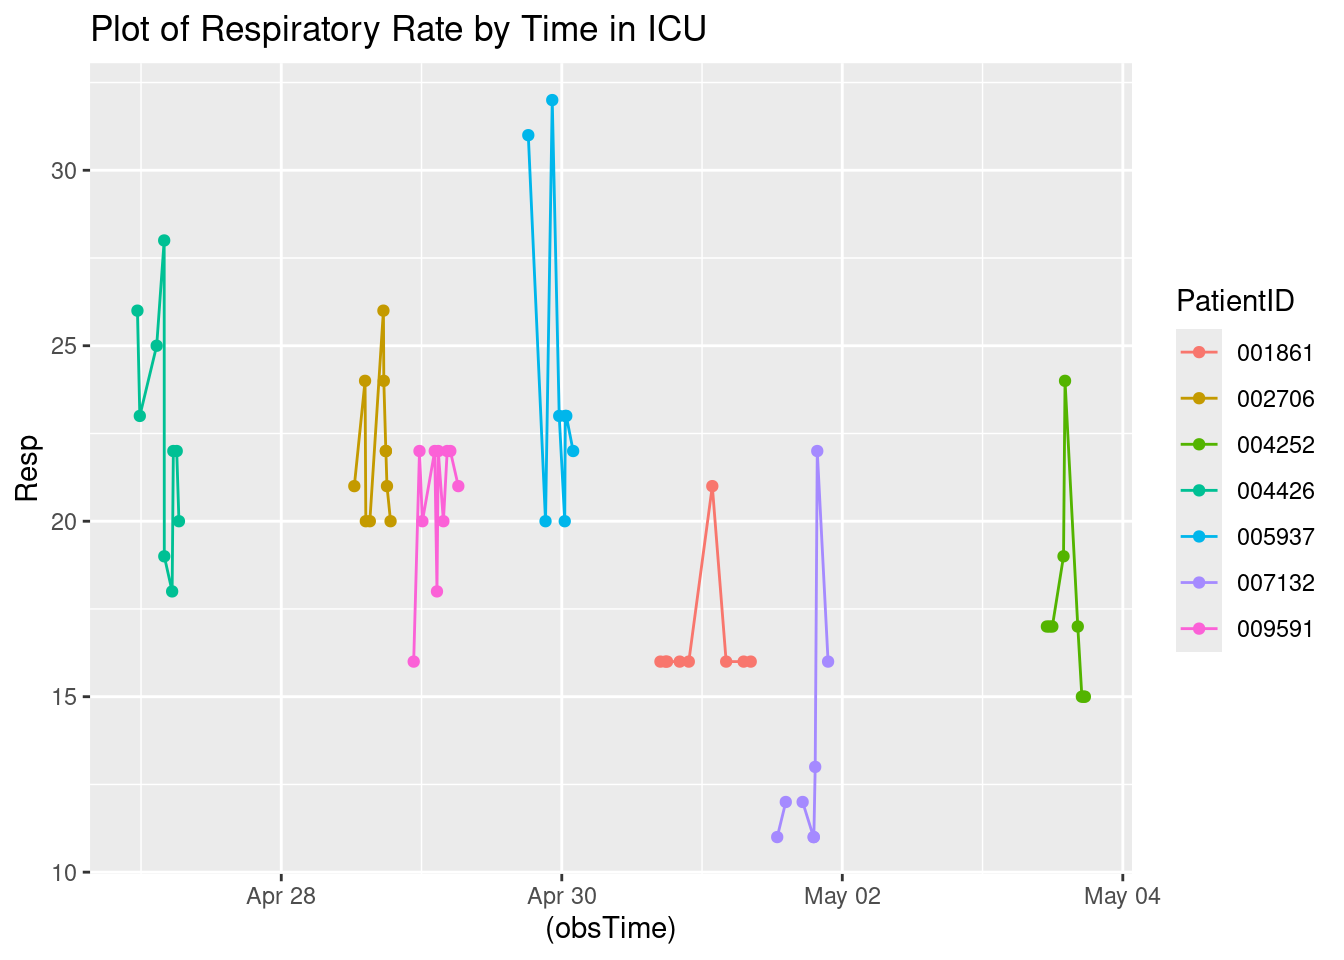 Plot of Respiratory Rate by Time in ICU
Resp
30
25
20
15
10
Apr 28
Apr 30
May 02
May 04
(obsTime)
PatientID
001861
002706
004252
004426
005937
007132
009591